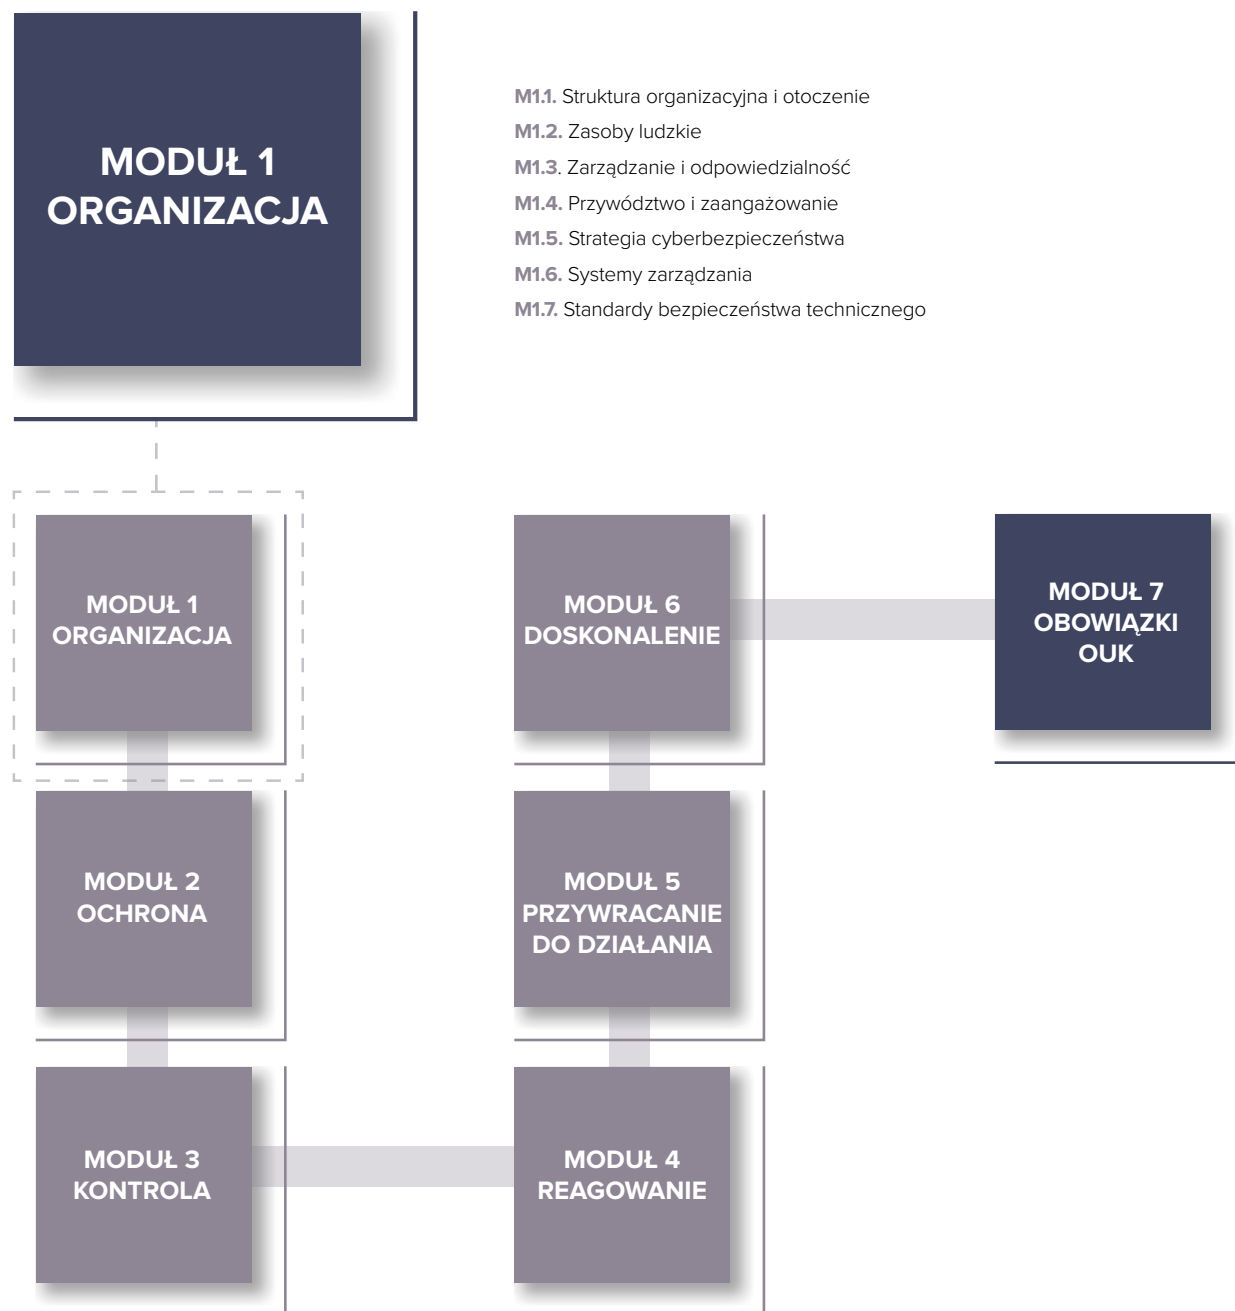 MODUŁ 1
ORGANIZACJA
M1.1. Struktura organizacyjna i otoczenie
M1.2. Zasoby ludzkie
M1.3. Zarządzanie i odpowiedzialność
M1.4. Przywództwo i zaangażowanie
M1.5. Strategia cyberbezpieczeństwa
M1.6. Systemy zarządzania
M1.7. Standardy bezpieczeństwa technicznego
MODUŁ 1
ORGANIZACJA
MODUŁ 2
OCHRONA
MODUŁ 3
KONTROLA
MODUŁ 4
REAGOWANIE
MODUŁ 5
PRZYWRACANIE
DO DZIAŁANIA
MODUŁ 6
DOSKONALENIE
MODUŁ 7
OBOWIĄZKI
OUK